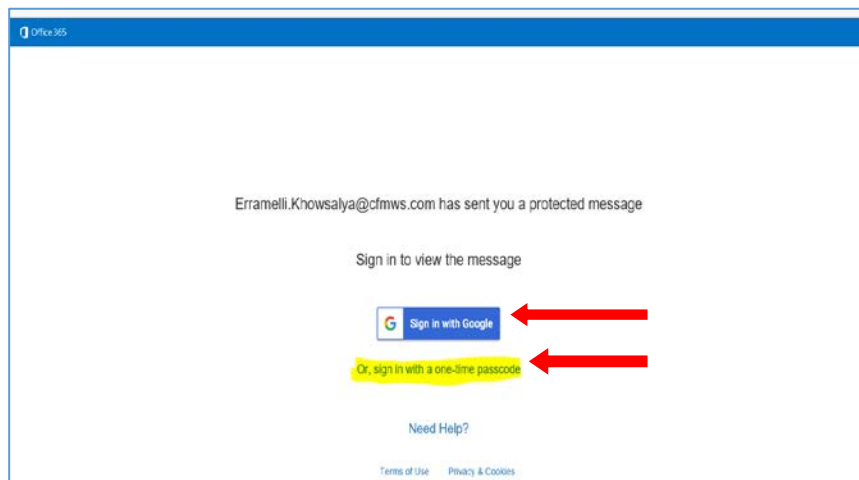 Office 365
Erramelli.Khowsalya@cfmws.com has sent you a protected message
Sign in to view the message
G Sign in with Google
Or, sign in with a one-time passcode
Need Help?
Terms of Use Privacy & Cookies